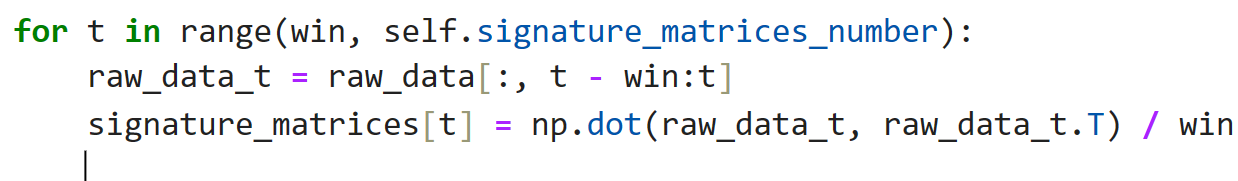 for t in range(win, self.signature_matrices_number):
    raw_data_t = raw_data[:, t - win:t]
    signature_matrices[t] = np.dot(raw_data_t, raw_data_t.T) / win